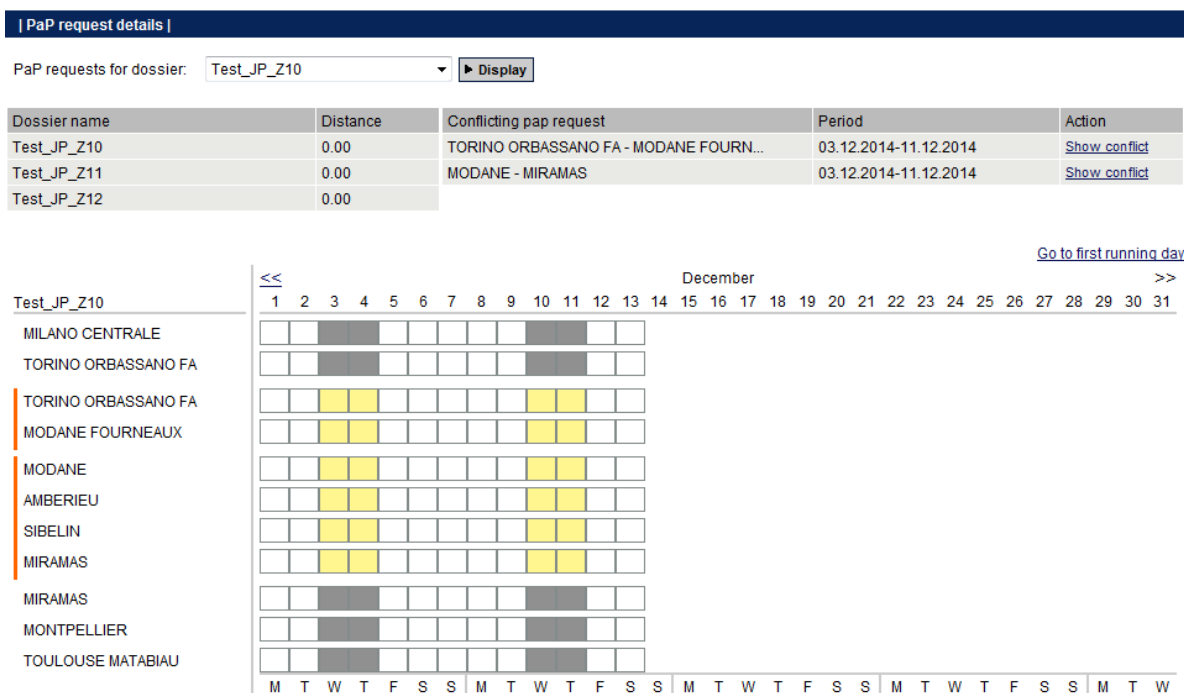 | PaP request details |
PaP requests for dossier: Test_JP_Z10 Display
Dossier name Distance Conflicting pap request Period Action
Test_JP_Z10 0.00 TORINO ORBASSANO FA - MODANE FOURN... 03.12.2014-11.12.2014 Show conflict
Test_JP_Z11 0.00 MODANE - MIRAMAS 03.12.2014-11.12.2014 Show conflict
Test_JP_Z12 0.00
Go to first running day
<< December >>
Test_JP_Z10 1 2 3 4 5 6 7 8 9 10 11 12 13 14 15 16 17 18 19 20 21 22 23 24 25 26 27 28 29 30 31
MILANO CENTRALE
TORINO ORBASSANO FA
TORINO ORBASSANO FA
MODANE FOURNEAUX
MODANE
AMBERIEU
SIBELIN
MIRAMAS
MIRAMAS
MONTPELLIER
TOULOUSE MATABIAU
M T W T F S S M T W T F S S M T W T F S S M T W T F S S M T W